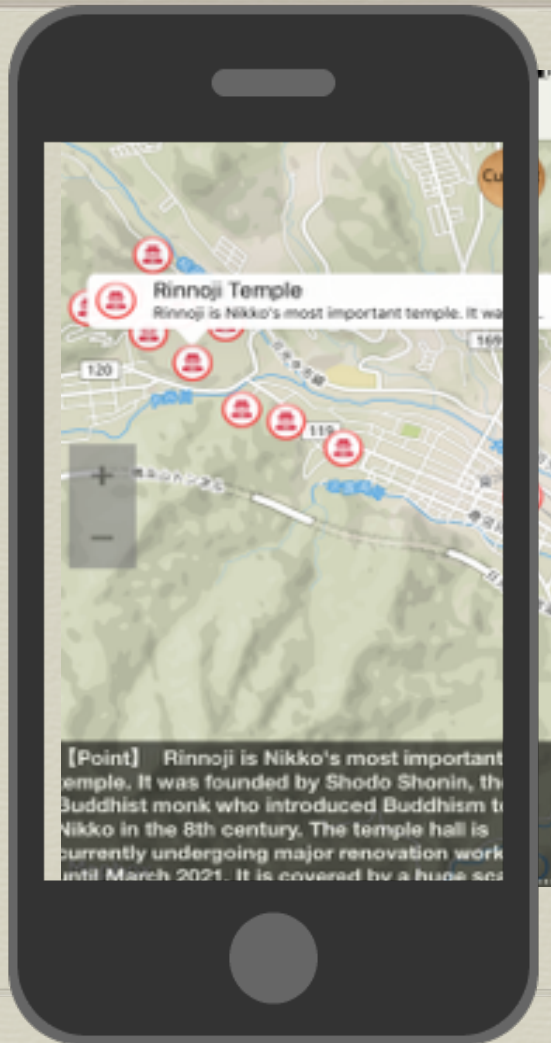 Cu
Rinnoji Temple
Rinnoji is Nikko's most important temple. It wa
169
120
119
+
−
【Point】 Rinnoji is Nikko's most important
emple. It was founded by Shodo Shonin, the
Buddhist monk who introduced Buddhism t
Nikko in the 8th century. The temple hall is
currently undergoing major renovation work
until March 2021. It is covered by a huge sca